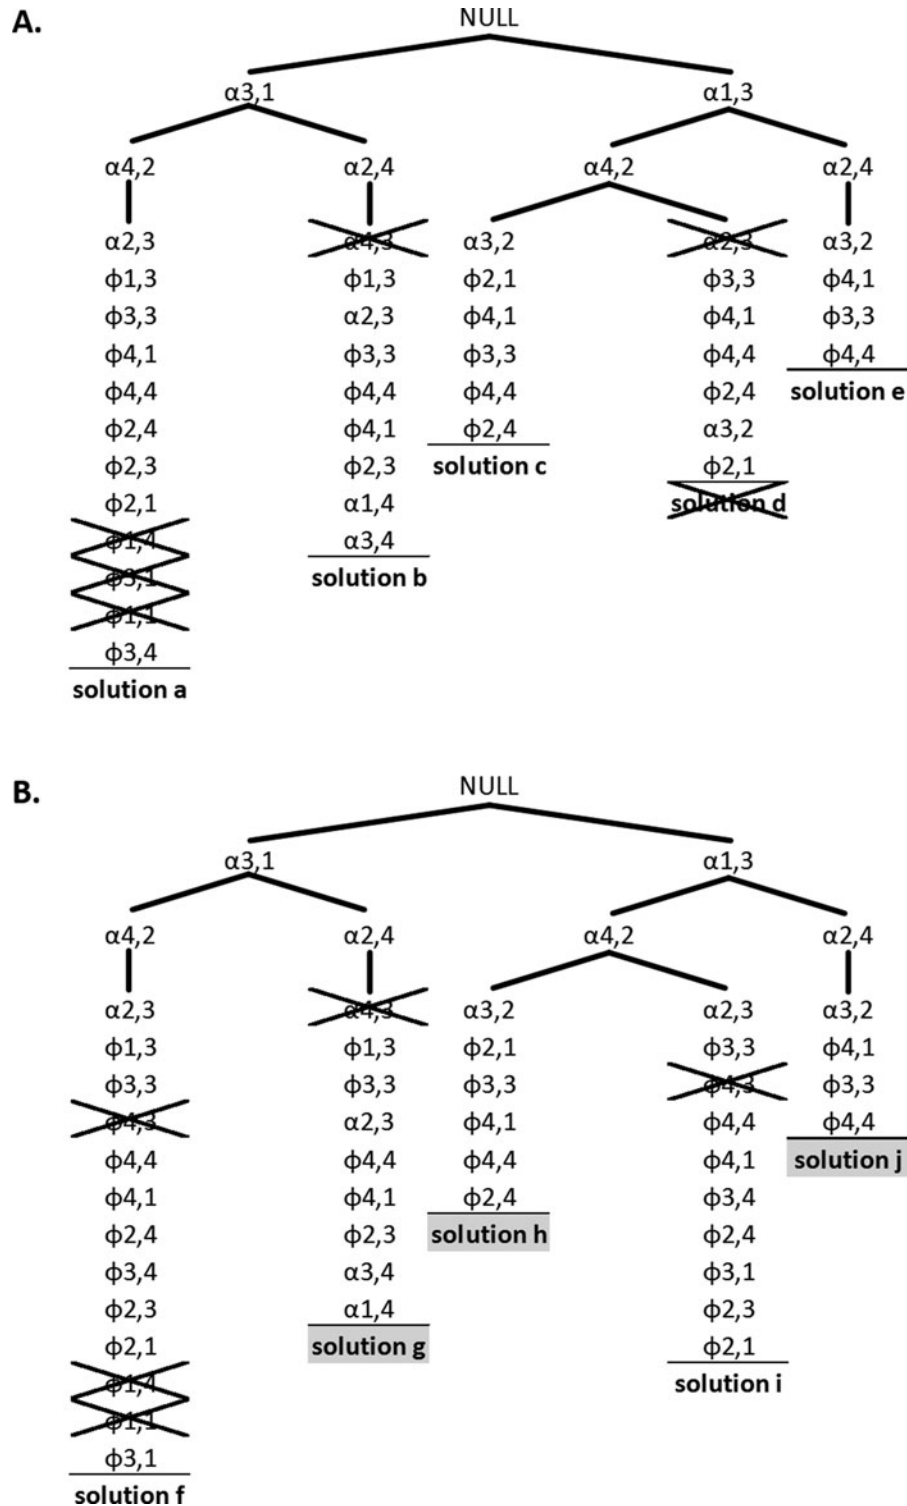 A.
NULL
α3,1 α1,3
α4,2 α2,4 α4,2 α2,4
α2,3 α4,3 α3,2 α2,3 α3,2
ϕ1,3 ϕ1,3 ϕ2,1 ϕ3,3 ϕ4,1
ϕ3,3 α2,3 ϕ4,1 ϕ4,1 ϕ3,3
ϕ4,1 ϕ3,3 ϕ3,3 ϕ4,4 ϕ4,4
ϕ4,4 ϕ4,4 ϕ4,4 ϕ2,4 solution e
ϕ2,4 ϕ4,1 ϕ2,4 α3,2
ϕ2,3 ϕ2,3 solution c ϕ2,1
ϕ2,1 α1,4 solution d
ϕ1,4 α3,4
ϕ3,1 solution b
ϕ1,1
ϕ3,4
solution a
B.
NULL
α3,1 α1,3
α4,2 α2,4 α4,2 α2,4
α2,3 α4,3 α3,2 α2,3 α3,2
ϕ1,3 ϕ1,3 ϕ2,1 ϕ3,3 ϕ4,1
ϕ3,3 ϕ3,3 ϕ3,3 ϕ4,3 ϕ3,3
ϕ4,3 α2,3 ϕ4,1 ϕ4,4 ϕ4,4
ϕ4,4 ϕ4,4 ϕ4,4 ϕ4,1 solution j
ϕ4,1 ϕ4,1 ϕ2,4 ϕ3,4
ϕ2,4 ϕ2,3 solution h ϕ2,4
ϕ3,4 α3,4 ϕ3,1
ϕ2,3 α1,4 ϕ2,3
ϕ2,1 solution g ϕ2,1
ϕ1,4 solution i
ϕ1,1
ϕ3,1
solution f